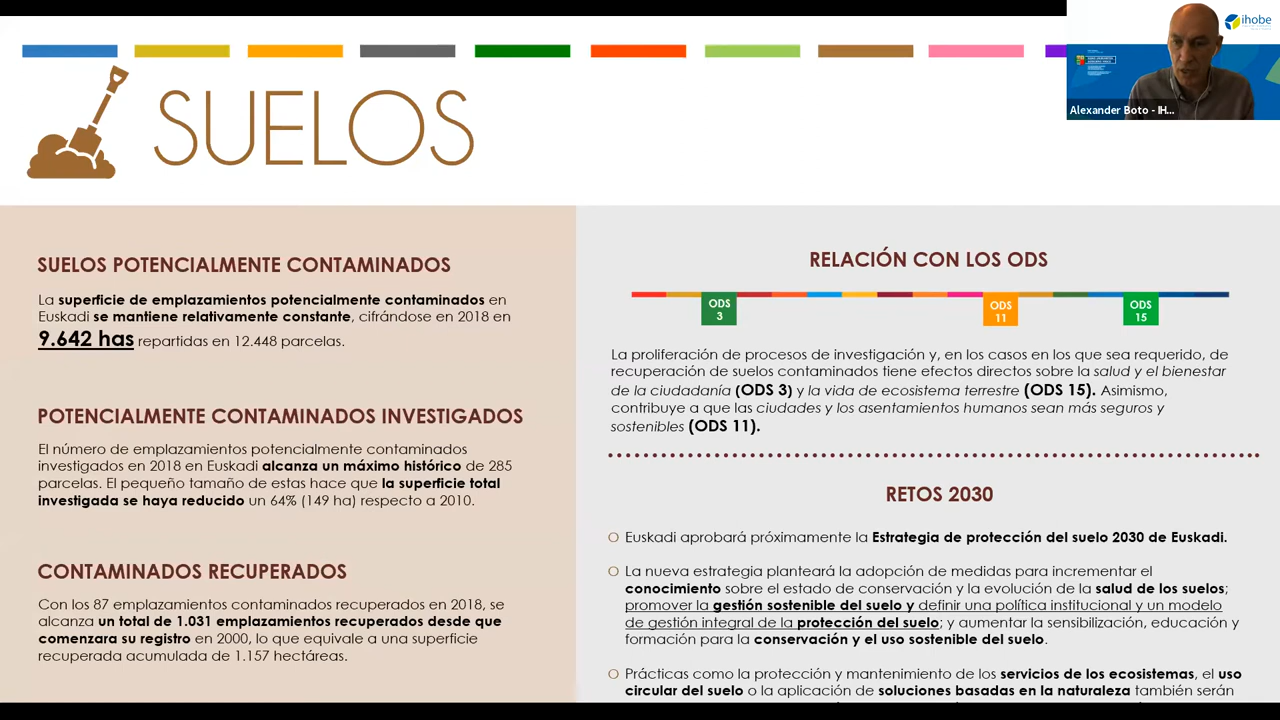 ihobe
Alexander Boto - IH...
SUELOS
SUELOS POTENCIALMENTE CONTAMINADOS
La superficie de emplazamientos potencialmente contaminados en
Euskadi se mantiene relativamente constante, cifrándose en 2018 en
9.642 has repartidas en 12.448 parcelas.
POTENCIALMENTE CONTAMINADOS INVESTIGADOS
El número de emplazamientos potencialmente contaminados
investigados en 2018 en Euskadi alcanza un máximo histórico de 285
parcelas. El pequeño tamaño de estas hace que la superficie total
investigada se haya reducido un 64% (149 ha) respecto a 2010.
CONTAMINADOS RECUPERADOS
Con los 87 emplazamientos contaminados recuperados en 2018, se
alcanza un total de 1.031 emplazamientos recuperados desde que
comenzara su registro en 2000, lo que equivale a una superficie
recuperada acumulada de 1.157 hectáreas.
RELACIÓN CON LOS ODS
ODS
3
ODS
11
ODS
15
La proliferación de procesos de investigación y, en los casos en los que sea requerido, de
recuperación de suelos contaminados tiene efectos directos sobre la salud y el bienestar
de la ciudadanía (ODS 3) y la vida de ecosistema terrestre (ODS 15). Asimismo,
contribuye a que las ciudades y los asentamientos humanos sean más seguros y
sostenibles (ODS 11).
RETOS 2030
Euskadi aprobará próximamente la Estrategia de protección del suelo 2030 de Euskadi.
La nueva estrategia planteará la adopción de medidas para incrementar el
conocimiento sobre el estado de conservación y la evolución de la salud de los suelos;
promover la gestión sostenible del suelo y definir una política institucional y un modelo
de gestión integral de la protección del suelo; y aumentar la sensibilización, educación y
formación para la conservación y el uso sostenible del suelo.
Prácticas como la protección y mantenimiento de los servicios de los ecosistemas, el uso
circular del suelo o la aplicación de soluciones basadas en la naturaleza también serán